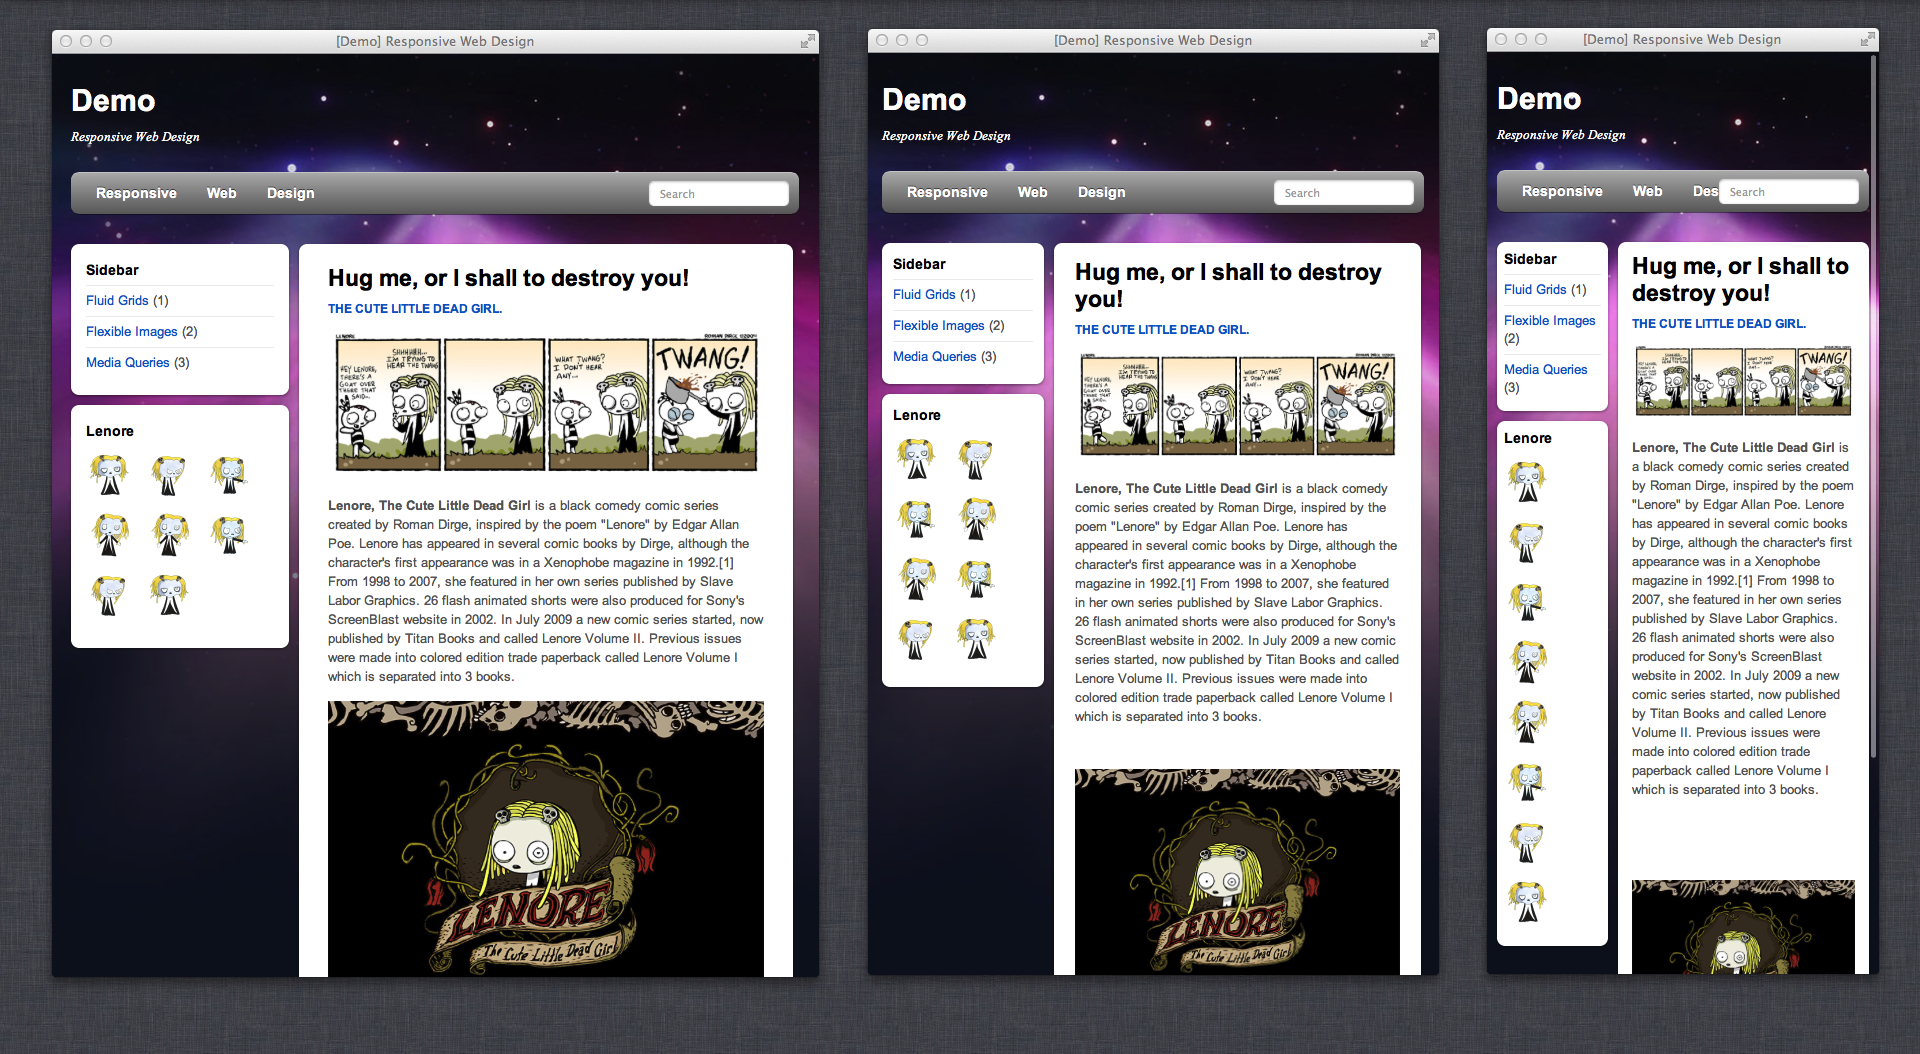 [Demo] Responsive Web Design
Demo
Responsive Web Design
Responsive Web Design Search
Sidebar
Fluid Grids (1)
Flexible Images (2)
Media Queries (3)
Lenore
Hug me, or I shall to destroy you!
THE CUTE LITTLE DEAD GIRL.
LENORE
HEY LENORE, THERE'S A GOAT OVER THERE THAT SAID...
SHHHHHH... I'M TRYING TO HEAR THE TWANG
WHAT TWANG? I DON'T HEAR ANY...
TWANG!
Lenore, The Cute Little Dead Girl is a black comedy comic series
created by Roman Dirge, inspired by the poem "Lenore" by Edgar Allan
Poe. Lenore has appeared in several comic books by Dirge, although the
character's first appearance was in a Xenophobe magazine in 1992.[1]
From 1998 to 2007, she featured in her own series published by Slave
Labor Graphics. 26 flash animated shorts were also produced for Sony's
ScreenBlast website in 2002. In July 2009 a new comic series started, now
published by Titan Books and called Lenore Volume II. Previous issues
were made into colored edition trade paperback called Lenore Volume I
which is separated into 3 books.
LENORE
The Cute Little Dead Girl
[Demo] Responsive Web Design
Demo
Responsive Web Design
Responsive Web Design Search
Sidebar
Fluid Grids (1)
Flexible Images (2)
Media Queries (3)
Lenore
Hug me, or I shall to destroy
you!
THE CUTE LITTLE DEAD GIRL.
TWANG!
Lenore, The Cute Little Dead Girl is a black comedy
comic series created by Roman Dirge, inspired by the
poem "Lenore" by Edgar Allan Poe. Lenore has
appeared in several comic books by Dirge, although the
character's first appearance was in a Xenophobe
magazine in 1992.[1] From 1998 to 2007, she featured
in her own series published by Slave Labor Graphics.
26 flash animated shorts were also produced for Sony's
ScreenBlast website in 2002. In July 2009 a new comic
series started, now published by Titan Books and called
Lenore Volume II. Previous issues were made into
colored edition trade paperback called Lenore Volume I
which is separated into 3 books.
LENORE
The Cute Little Dead Girl
[Demo] Responsive Web Design
Demo
Responsive Web Design
Responsive Web Des Search
Sidebar
Fluid Grids (1)
Flexible Images
(2)
Media Queries
(3)
Lenore
Hug me, or I shall to
destroy you!
THE CUTE LITTLE DEAD GIRL.
TWANG!
Lenore, The Cute Little Dead Girl is
a black comedy comic series created
by Roman Dirge, inspired by the poem
"Lenore" by Edgar Allan Poe. Lenore
has appeared in several comic books
by Dirge, although the character's first
appearance was in a Xenophobe
magazine in 1992.[1] From 1998 to
2007, she featured in her own series
published by Slave Labor Graphics.
26 flash animated shorts were also
produced for Sony's ScreenBlast
website in 2002. In July 2009 a new
comic series started, now published
by Titan Books and called Lenore
Volume II. Previous issues were
made into colored edition trade
paperback called Lenore Volume I
which is separated into 3 books.